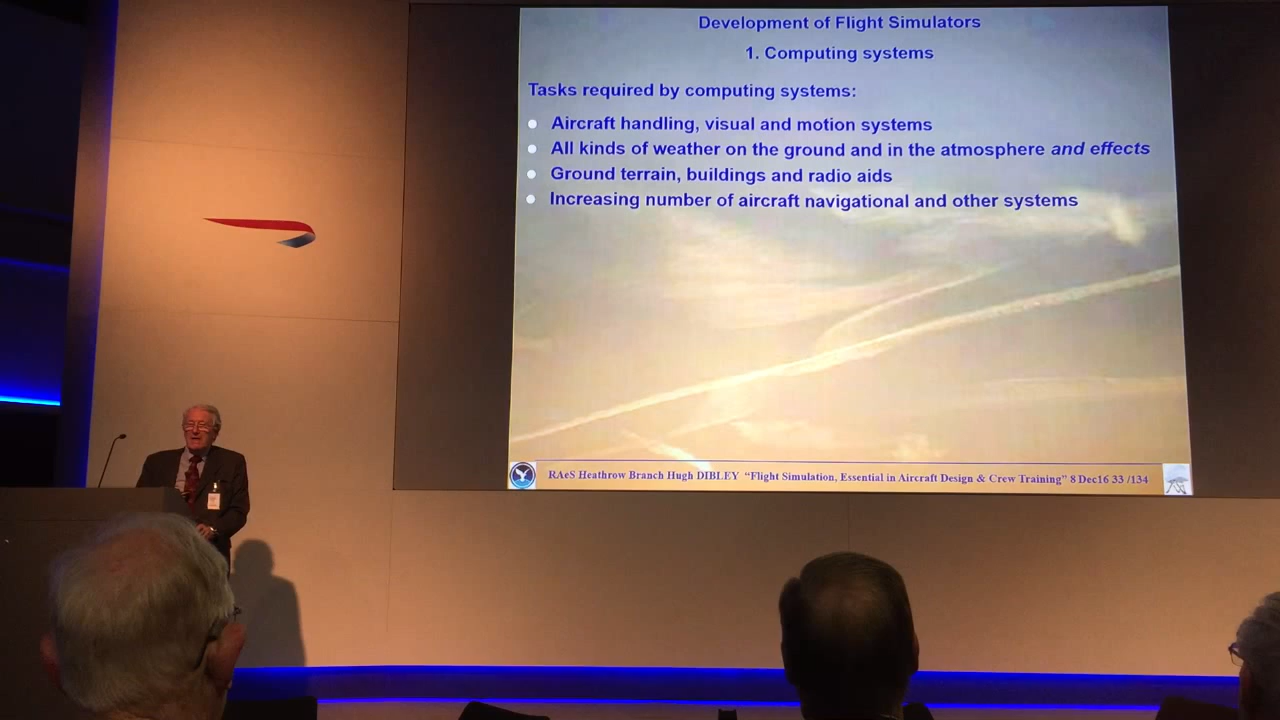 Development of Flight Simulators
1. Computing systems
Tasks required by computing systems:
● Aircraft handling, visual and motion systems
● All kinds of weather on the ground and in the atmosphere and effects
● Ground terrain, buildings and radio aids
● Increasing number of aircraft navigational and other systems
RAeS Heathrow Branch Hugh DIBLEY "Flight Simulation, Essential in Aircraft Design & Crew Training" 8 Dec16 33 /134